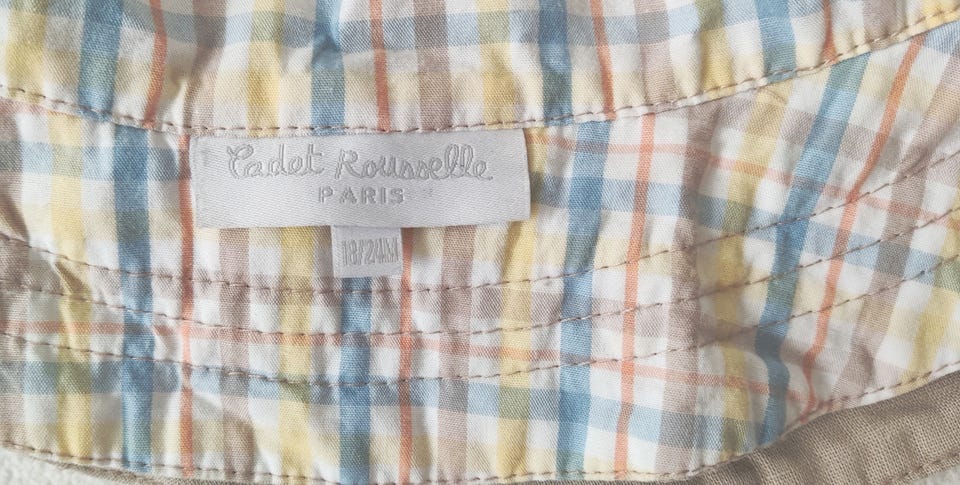 Cadet Rousselle
PARIS
18/24M